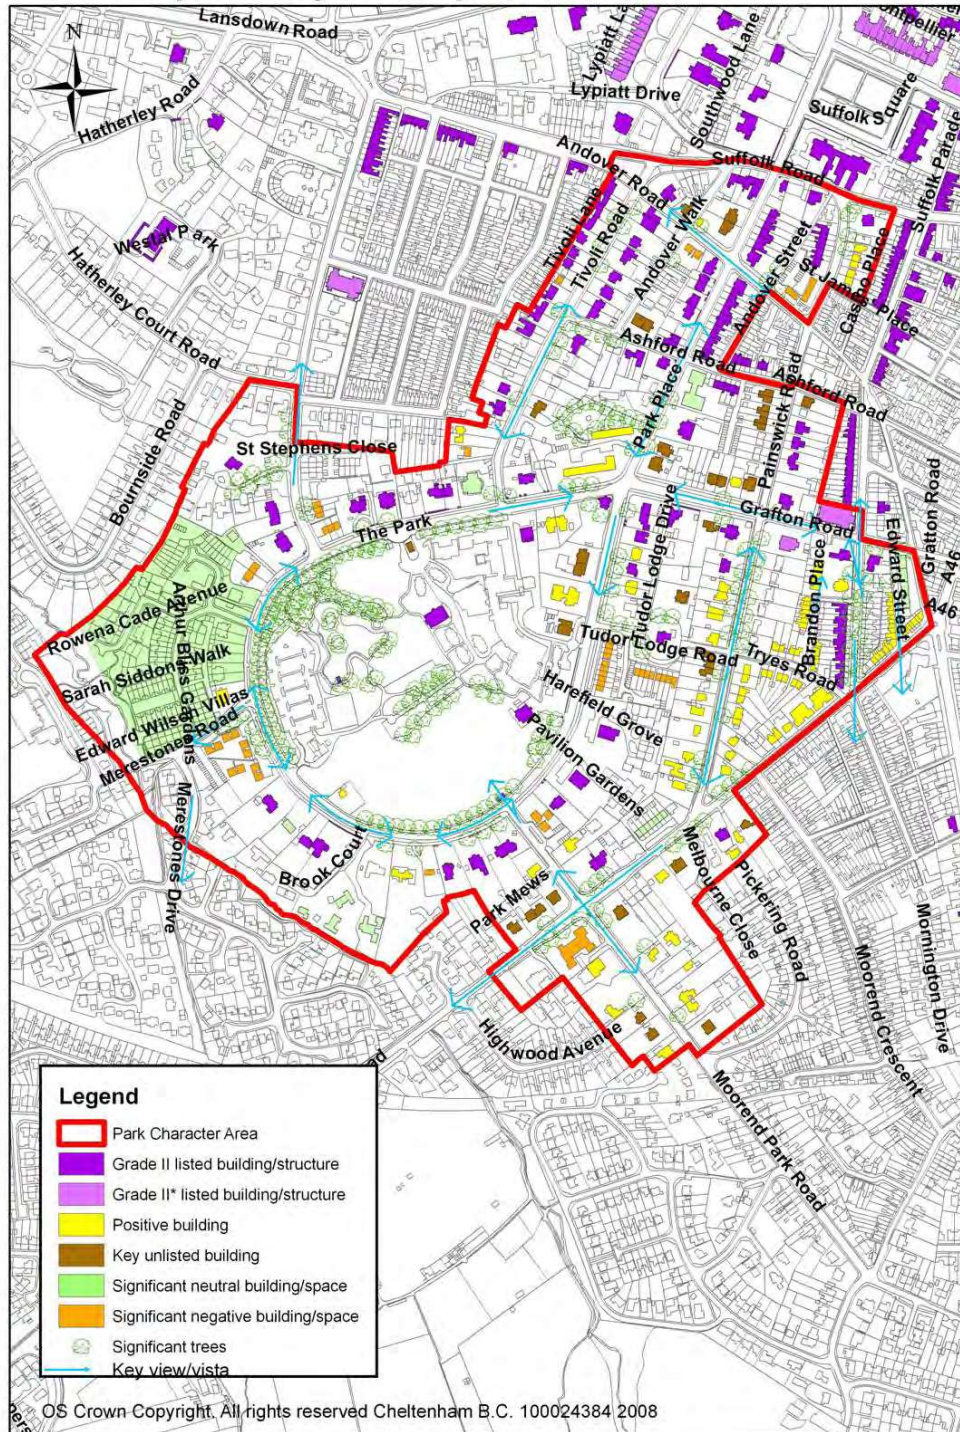 N
Lansdown Road
Hatherley Road
Lypiatt Drive
Southwood Lane
Suffolk Square
Suffolk Parade
Montpellier
Andover Road
Suffolk Road
Westal Park
Hatherley Court Road
Tivoli Lane
Tivoli Road
Andover Walk
Andover Street
St James Place
Casino Place
Ashford Road
Ashford Road
Park Place
Painswick Road
Bournside Road
St Stephens Close
The Park
Grafton Road
Gratton Road
A46
A46
Edward Street
Brandon Place
Tudor Lodge Drive
Tudor Lodge Road
Tryes Road
Rowena Cade Avenue
Arthur Bliss Gardens
Sarah Siddons Walk
Edward Wilson Villas
Merestones Road
Merestones Drive
Harefield Grove
Pavilion Gardens
Brook Court
Park Mews
Melbourne Close
Pickering Road
Moorend Crescent
Mornington Drive
Highwood Avenue
Moorend Park Road
Legend
Park Character Area
Grade II listed building/structure
Grade II* listed building/structure
Positive building
Key unlisted building
Significant neutral building/space
Significant negative building/space
Significant trees
Key view/vista
OS Crown Copyright. All rights reserved Cheltenham B.C. 100024384 2008